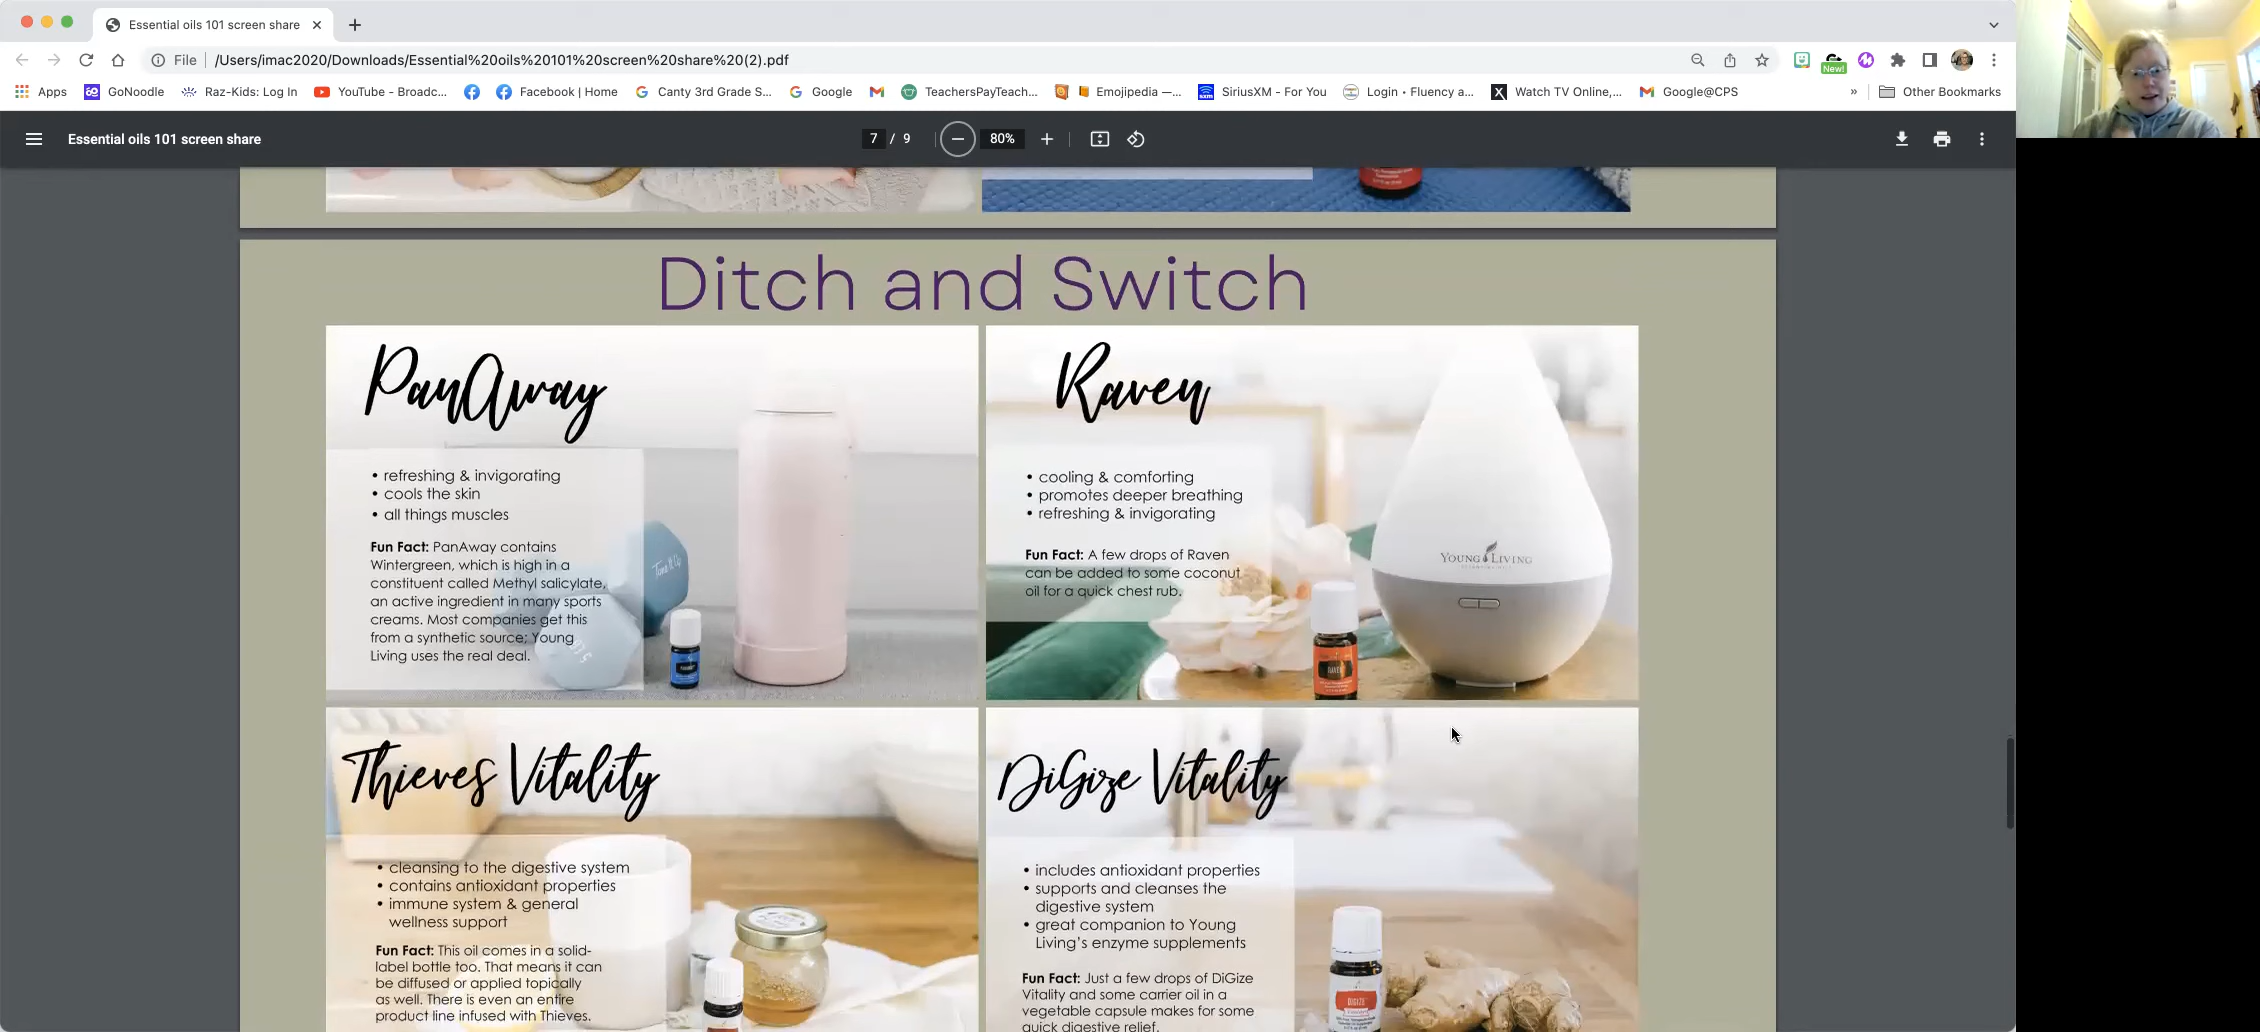 Essential oils 101 screen share
File /Users/imac2020/Downloads/Essential%20oils%20101%20screen%20share%20(2).pdf
New!
Apps GoNoodle Raz-Kids: Log In YouTube - Broadc... Facebook | Home Canty 3rd Grade S... Google TeachersPayTeach... Emojipedia —... SiriusXM - For You Login • Fluency a... Watch TV Online,... Google@CPS » Other Bookmarks
Essential oils 101 screen share 7 / 9 80%
Ditch and Switch
PanAway
• refreshing & invigorating
• cools the skin
• all things muscles
Fun Fact: PanAway contains
Wintergreen, which is high in a
constituent called Methyl salicylate,
an active ingredient in many sports
creams. Most companies get this
from a synthetic source; Young
Living uses the real deal.
Raven
• cooling & comforting
• promotes deeper breathing
• refreshing & invigorating
Fun Fact: A few drops of Raven
can be added to some coconut
oil for a quick chest rub.
YOUNG LIVING
RAVEN
Thieves Vitality
• cleansing to the digestive system
• contains antioxidant properties
• immune system & general
wellness support
Fun Fact: This oil comes in a solid-
label bottle too. That means it can
be diffused or applied topically
as well. There is even an entire
product line infused with Thieves.
DiGize Vitality
• includes antioxidant properties
• supports and cleanses the
digestive system
• great companion to Young
Living's enzyme supplements
Fun Fact: Just a few drops of DiGize
Vitality and some carrier oil in a
vegetable capsule makes for some
quick digestive relief.
DIGIZE